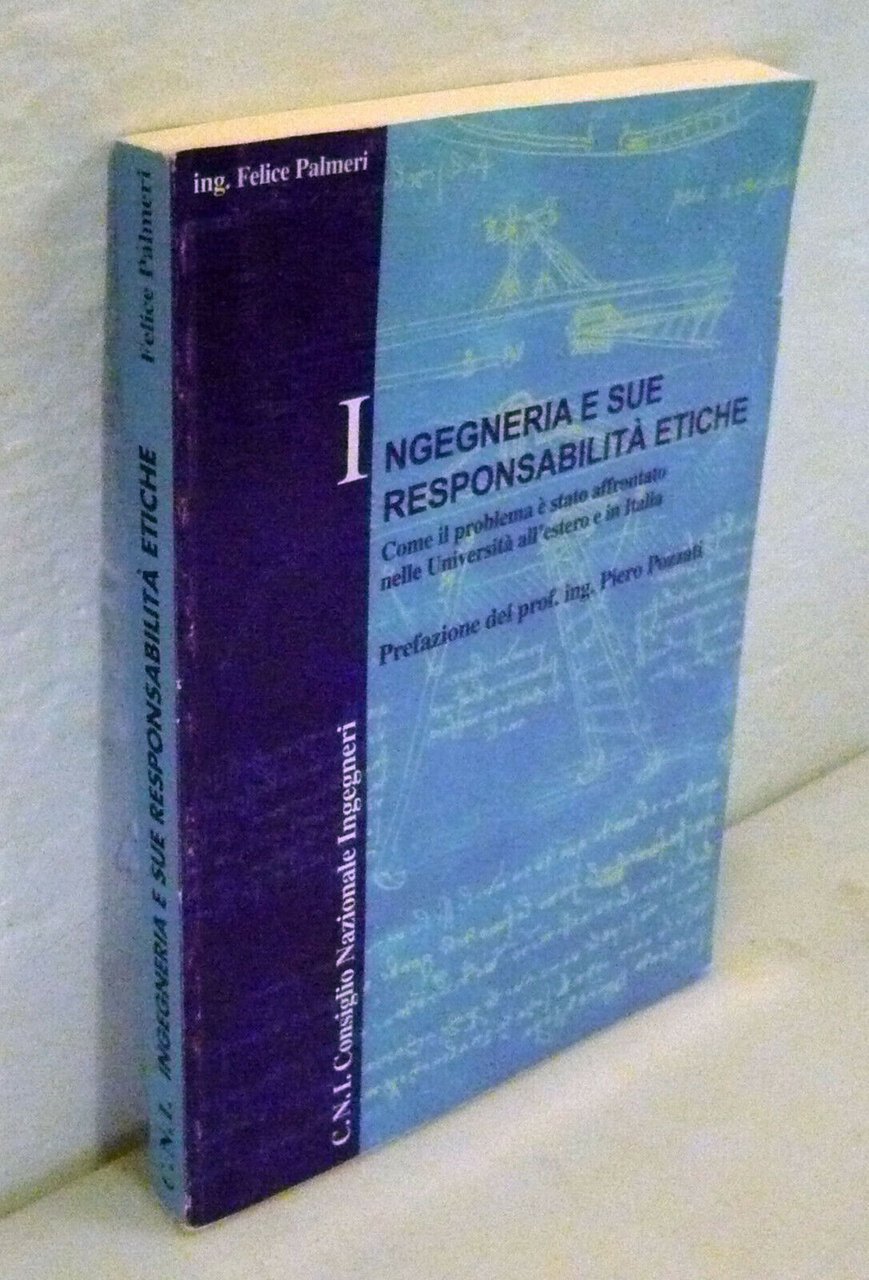 ing. Felice Palmeri
INGEGNERIA E SUE
RESPONSABILITÀ ETICHE
Come il problema è stato affrontato
nelle Università all'estero e in Italia
Prefazione del prof. ing. Piero Pozzati
C.N.I. Consiglio Nazionale Ingegneri
C.N.I. INGEGNERIA E SUE RESPONSABILITÀ ETICHE Felice Palmeri